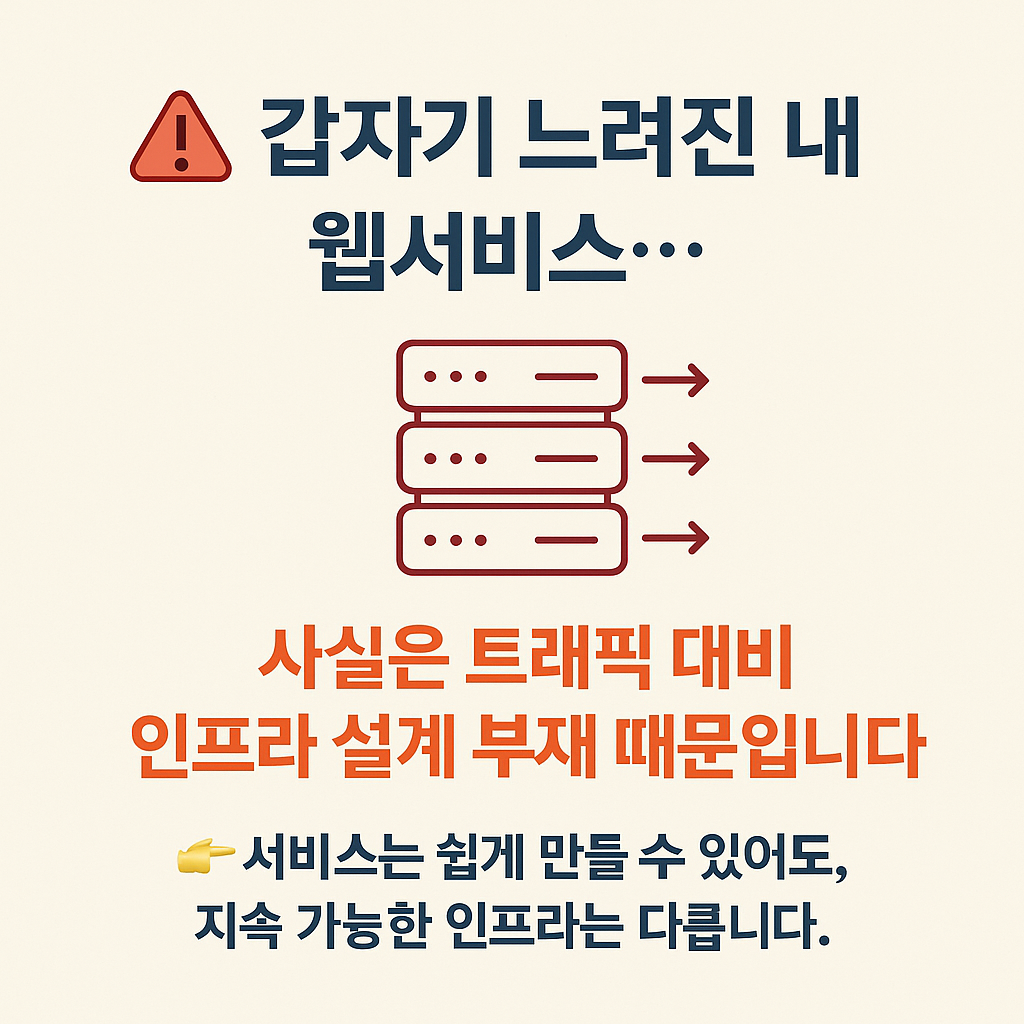 ⚠️ 갑자기 느려진 내
웹서비스…
사실은 트래픽 대비
인프라 설계 부재 때문입니다
👉 서비스는 쉽게 만들 수 있어도,
지속 가능한 인프라는 다릅니다.